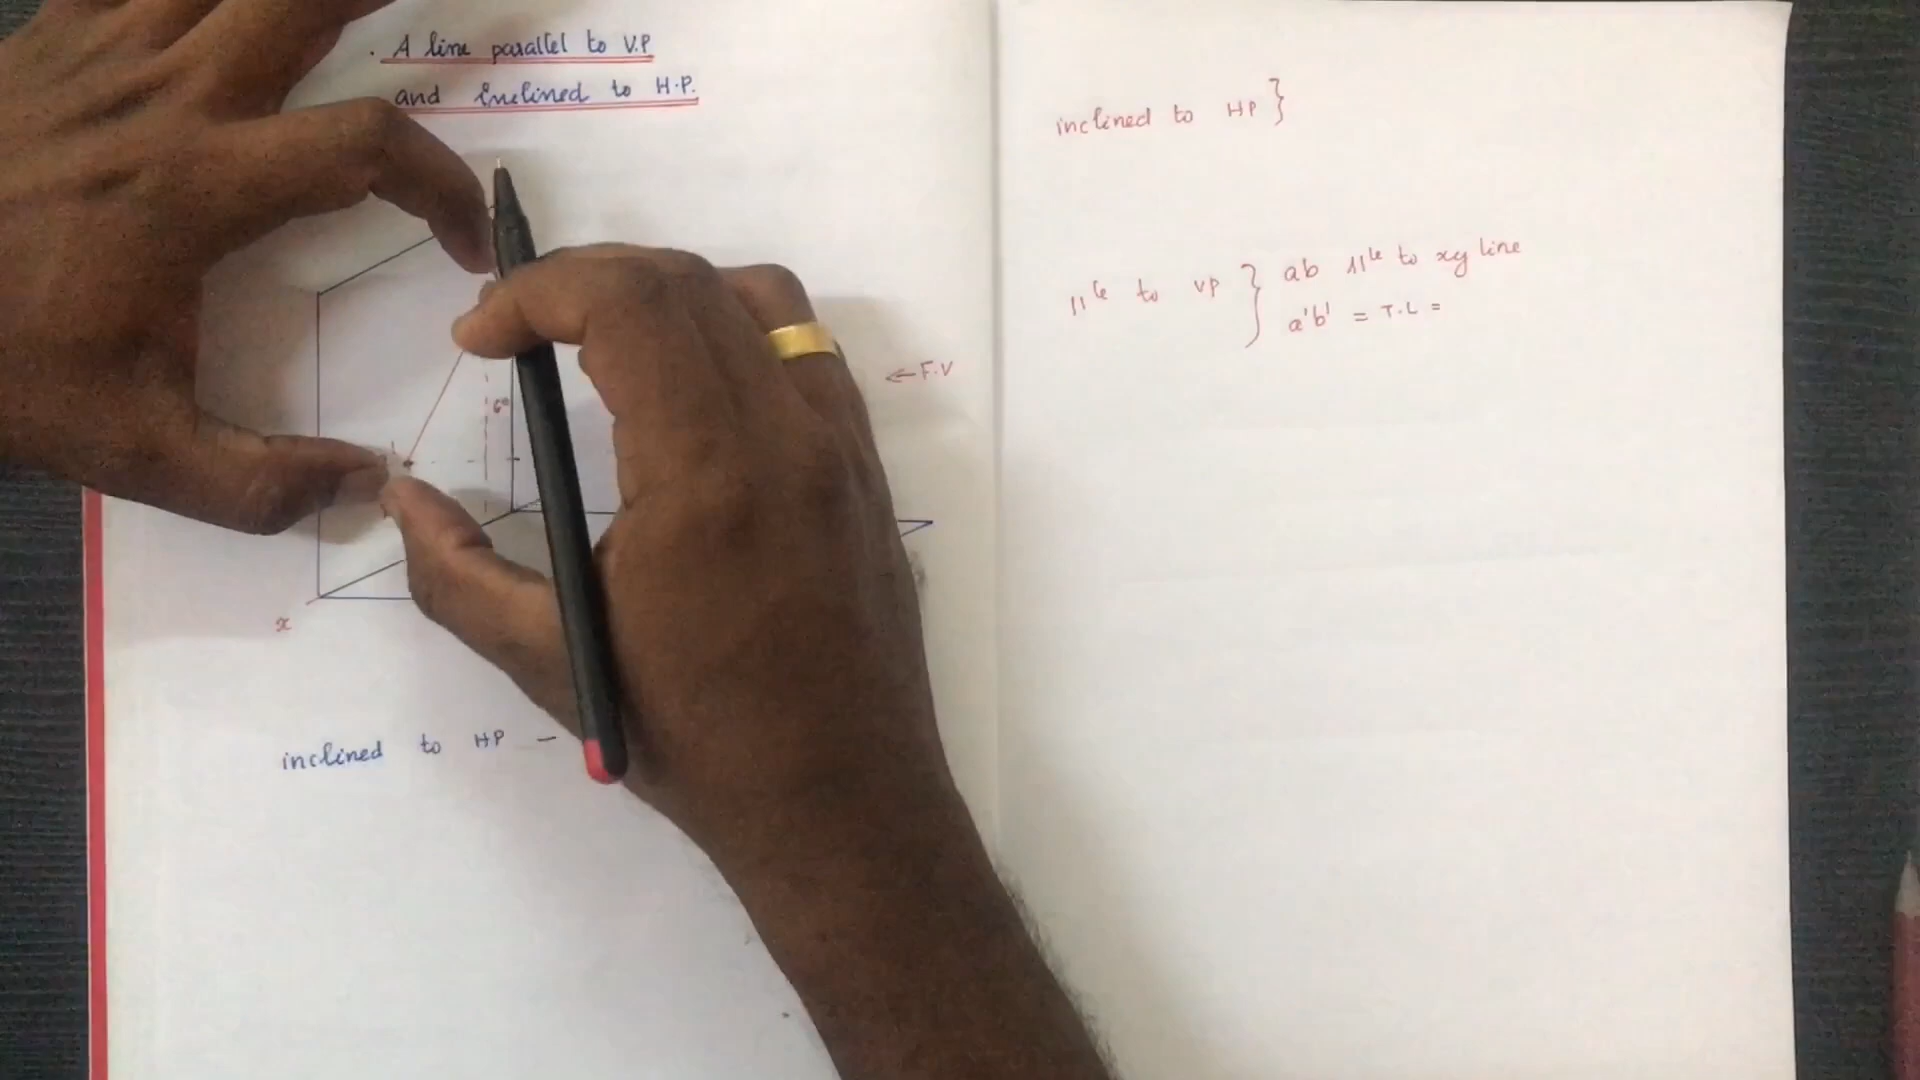 A line parallel to V.P
and Inclined to H.P.
←F.V
x
inclined to HP –
inclined to HP }
11le to VP } ab 11le to xy line
a'b' = T.L =